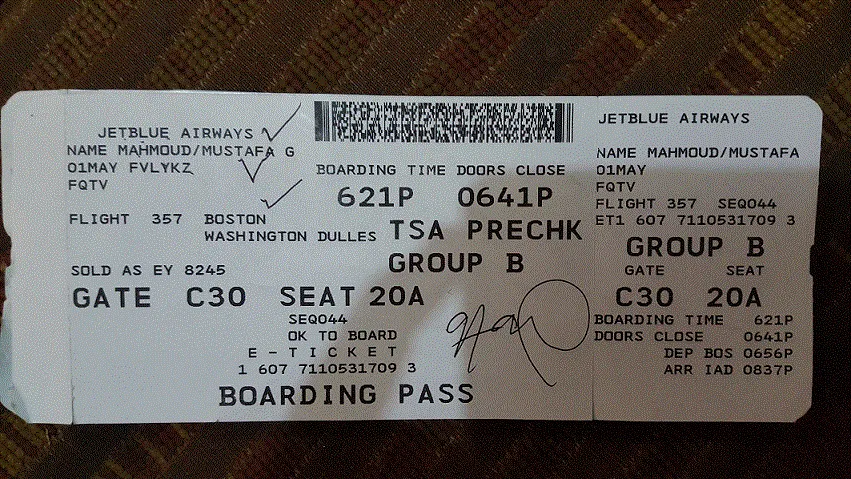 JETBLUE AIRWAYS
NAME MAHMOUD/MUSTAFA G
01MAY FVLYKZ
FQTV
FLIGHT 357 BOSTON
WASHINGTON DULLES
SOLD AS EY 8245
GATE C30 SEAT 20A
SEQ044
OK TO BOARD
E - T I C K E T
1 607 7110531709 3
BOARDING PASS
BOARDING TIME DOORS CLOSE
621P 0641P
TSA PRECHK
GROUP B
JETBLUE AIRWAYS
NAME MAHMOUD/MUSTAFA
01MAY
FQTV
FLIGHT 357 SEQ044
ET1 607 7110531709 3
GROUP B
GATE SEAT
C30 20A
BOARDING TIME 621P
DOORS CLOSE 0641P
DEP BOS 0656P
ARR IAD 0837P